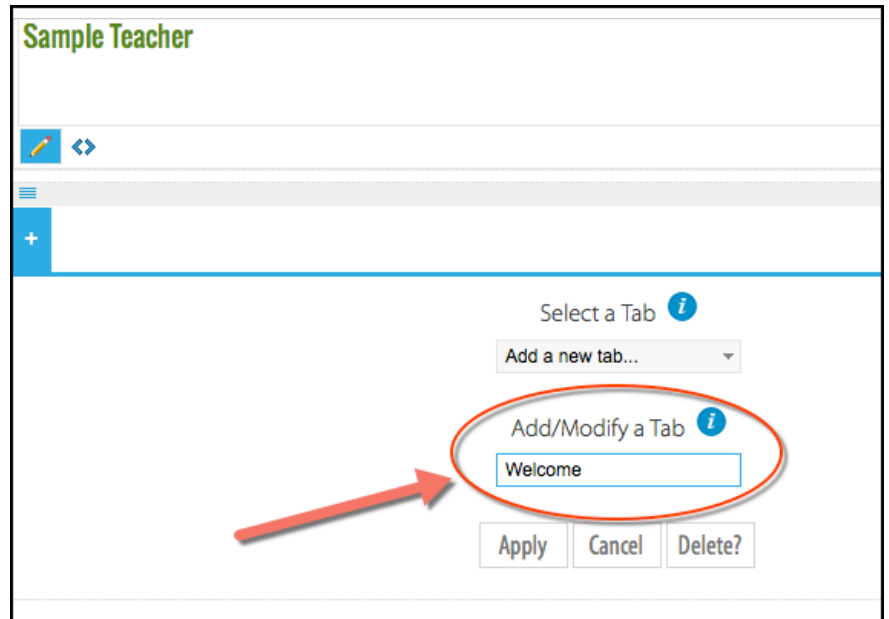 Sample Teacher
+
Select a Tab i
Add a new tab...
Add/Modify a Tab i
Welcome
Apply Cancel Delete?